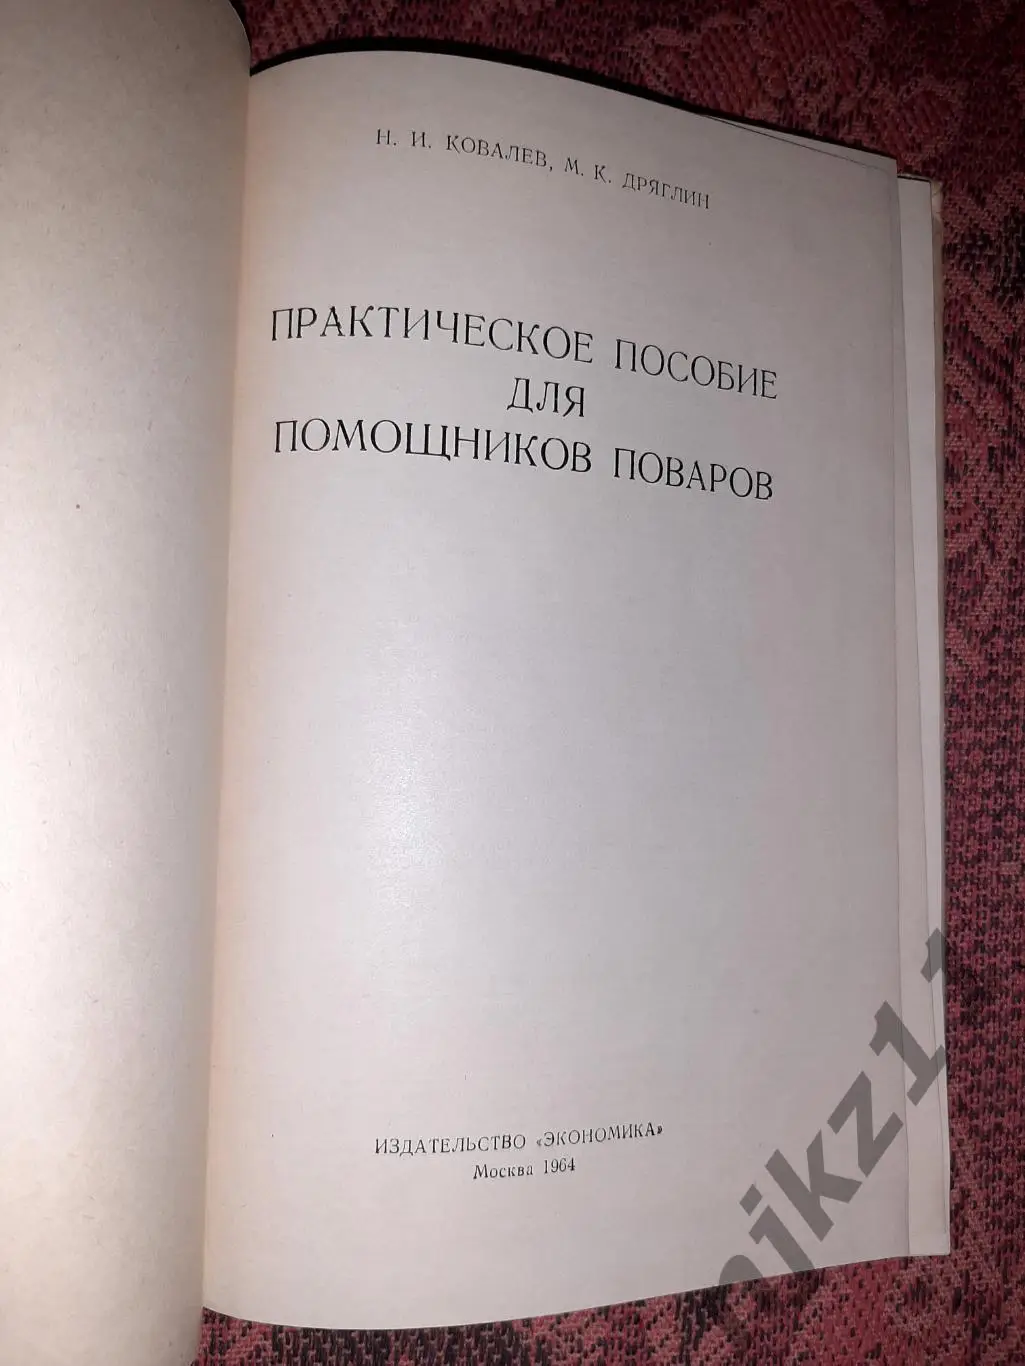 Н. И. КОВАЛЕВ, М. К. ДРЯГЛИН
ПРАКТИЧЕСКОЕ ПОСОБИЕ
ДЛЯ
ПОМОЩНИКОВ ПОВАРОВ
ИЗДАТЕЛЬСТВО «ЭКОНОМИКА»
Москва 1964